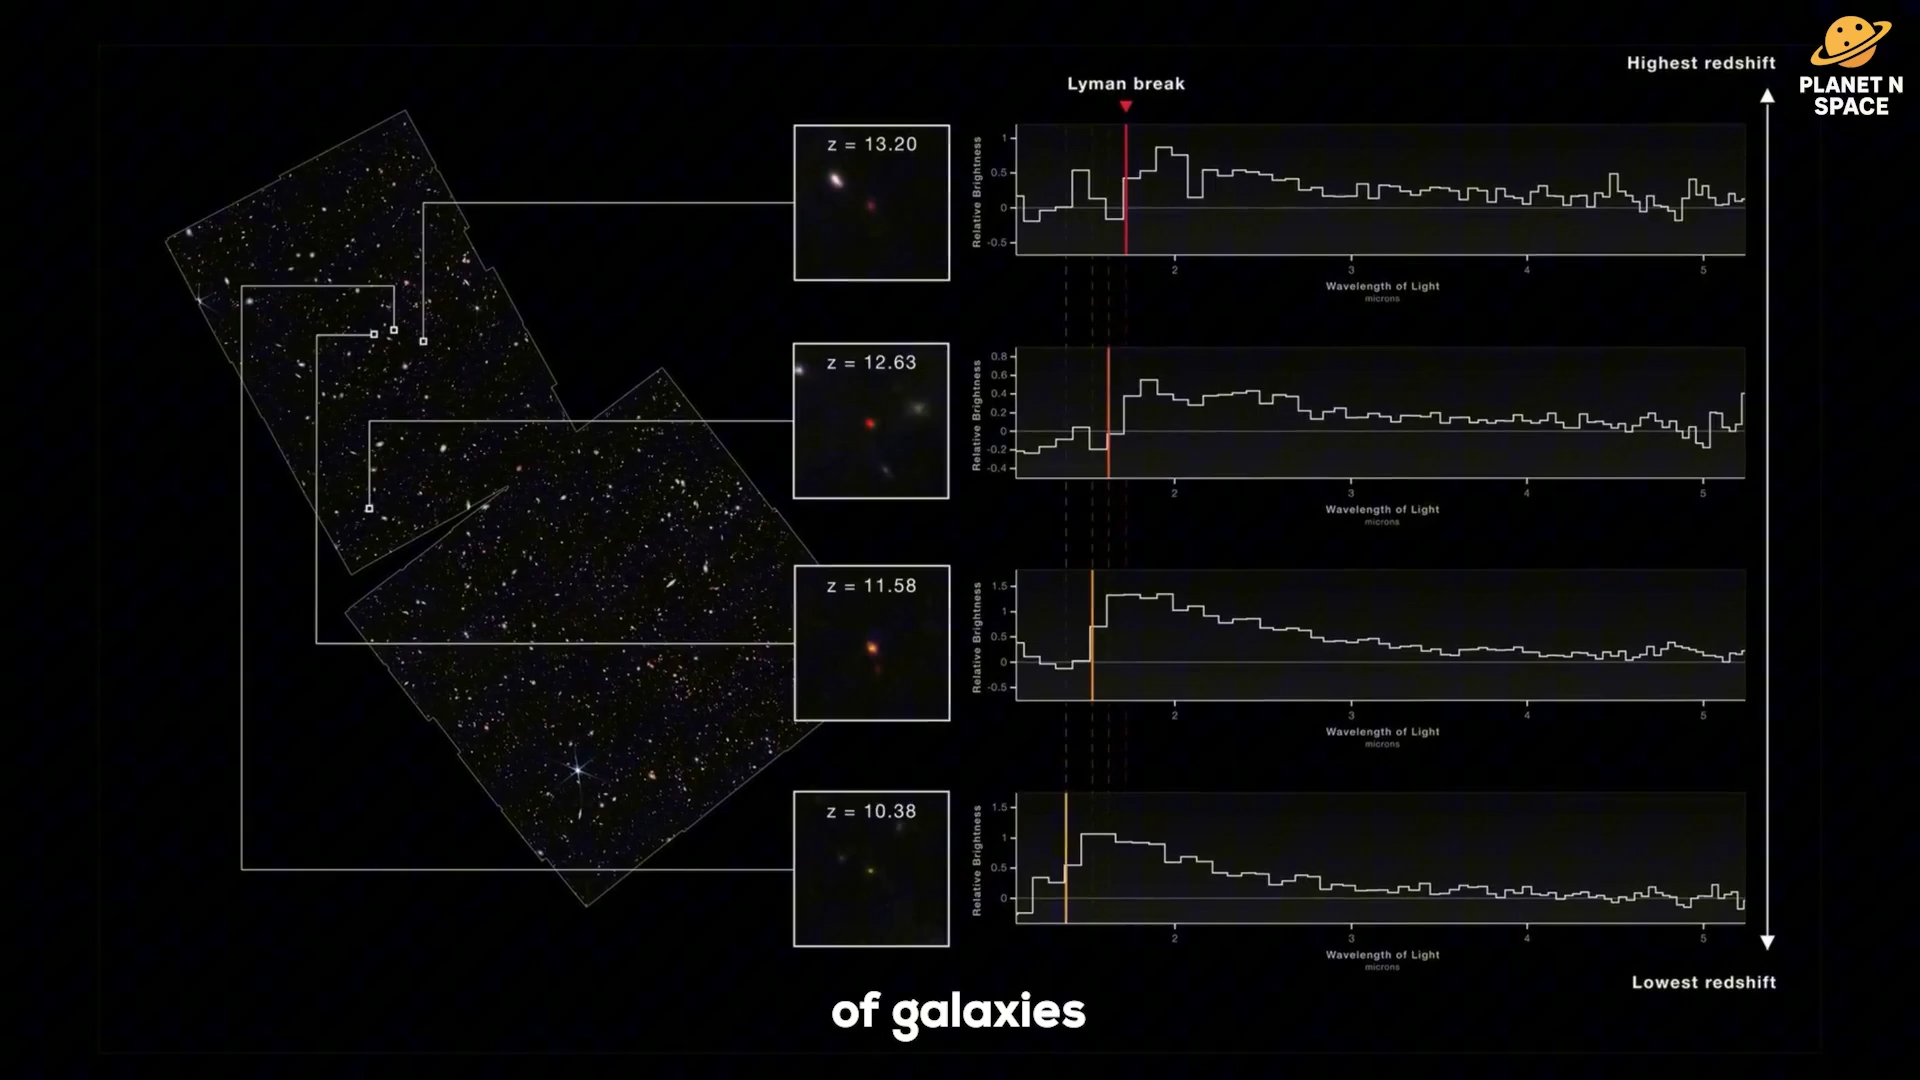 PLANET N
SPACE
Highest redshift
Lyman break
z = 13.20
Relative Brightness
1
0.5
0
-0.5
2
3
4
5
Wavelength of Light
microns
z = 12.63
Relative Brightness
0.8
0.6
0.4
0.2
0
-0.2
-0.4
2
3
4
5
Wavelength of Light
microns
z = 11.58
Relative Brightness
1.5
1
0.5
0
-0.5
2
3
4
5
Wavelength of Light
microns
z = 10.38
Relative Brightness
1.5
1
0.5
0
2
3
4
5
Wavelength of Light
microns
Lowest redshift
of galaxies